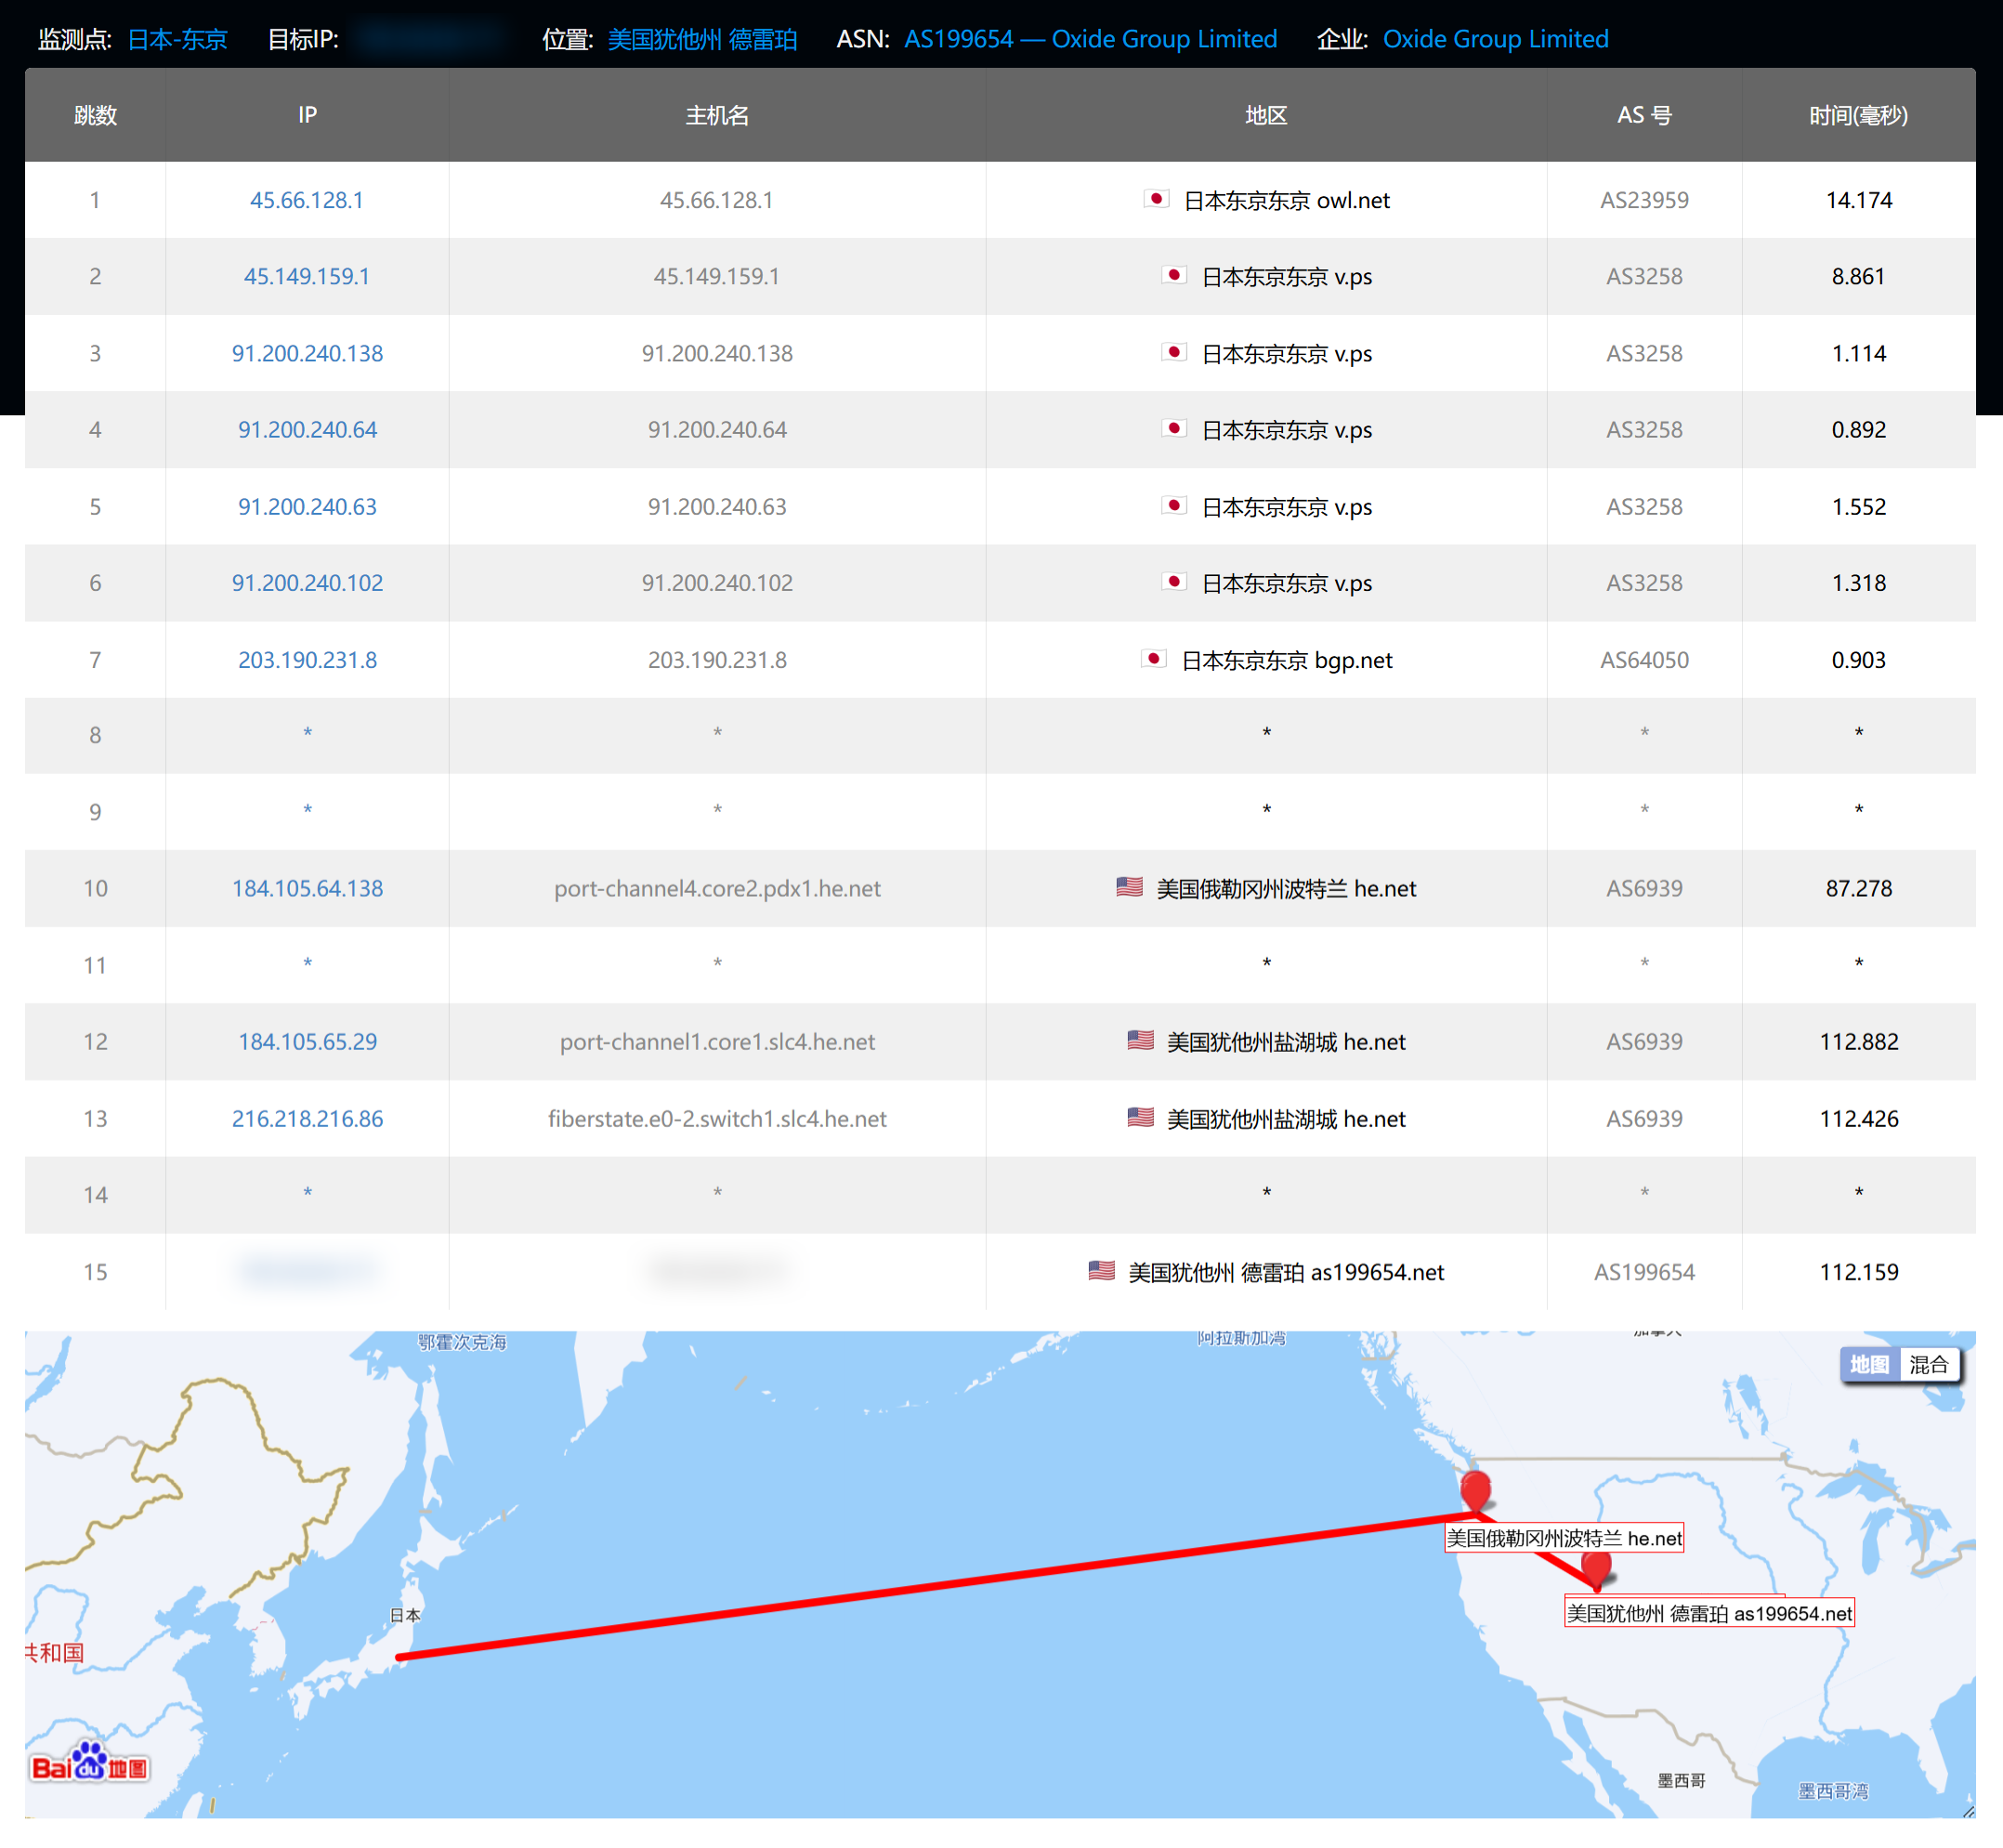 监测点: 日本-东京 目标IP: 位置: 美国犹他州 德雷珀 ASN: AS199654 — Oxide Group Limited 企业: Oxide Group Limited
跳数 IP 主机名 地区 AS 号 时间(毫秒)
1 45.66.128.1 45.66.128.1 日本东京东京 owl.net AS23959 14.174
2 45.149.159.1 45.149.159.1 日本东京东京 v.ps AS3258 8.861
3 91.200.240.138 91.200.240.138 日本东京东京 v.ps AS3258 1.114
4 91.200.240.64 91.200.240.64 日本东京东京 v.ps AS3258 0.892
5 91.200.240.63 91.200.240.63 日本东京东京 v.ps AS3258 1.552
6 91.200.240.102 91.200.240.102 日本东京东京 v.ps AS3258 1.318
7 203.190.231.8 203.190.231.8 日本东京东京 bgp.net AS64050 0.903
8 * * * * *
9 * * * * *
10 184.105.64.138 port-channel4.core2.pdx1.he.net 美国俄勒冈州波特兰 he.net AS6939 87.278
11 * * * * *
12 184.105.65.29 port-channel1.core1.slc4.he.net 美国犹他州盐湖城 he.net AS6939 112.882
13 216.218.216.86 fiberstate.e0-2.switch1.slc4.he.net 美国犹他州盐湖城 he.net AS6939 112.426
14 * * * * *
15 美国犹他州 德雷珀 as199654.net AS199654 112.159
鄂霍次克海 阿拉斯加湾 加拿大
地图 混合
美国俄勒冈州波特兰 he.net
日本 美国犹他州 德雷珀 as199654.net
共和国
Bai du 地图 墨西哥 墨西哥湾